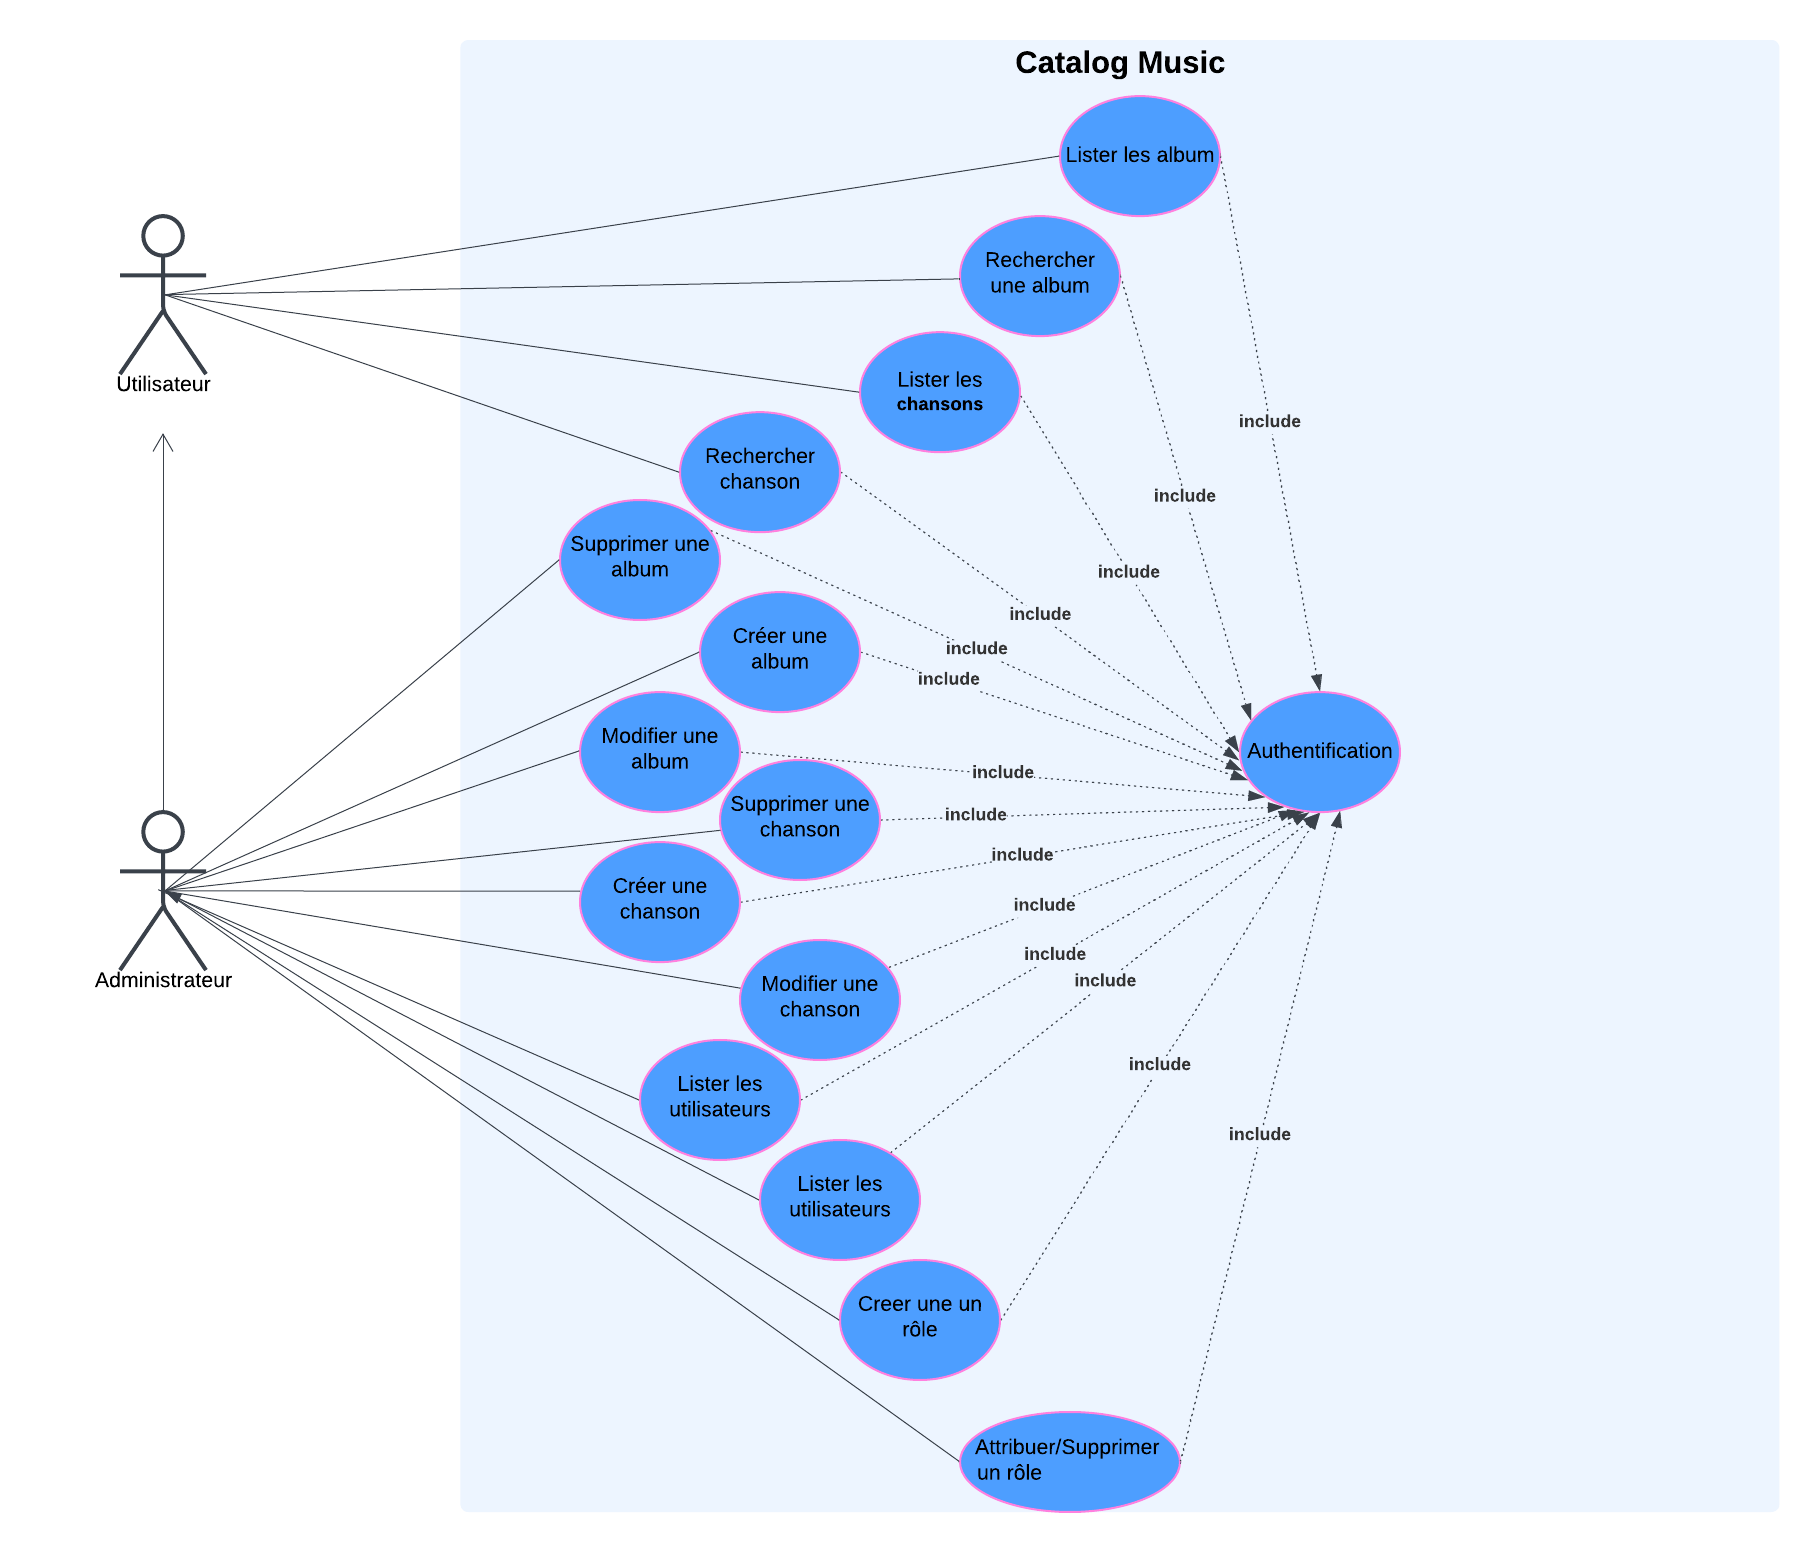 Catalog Music
Lister les album
Rechercher
une album
Utilisateur
Lister les
chansons
include
Rechercher
chanson
include
Supprimer une
album
include
include
Créer une
album
include
include
Modifier une
album
Authentification
include
Supprimer une
chanson
include
include
Créer une
chanson
include
Administrateur
include
Modifier une
chanson
include
Lister les
utilisateurs
include
include
Lister les
utilisateurs
Creer une un
rôle
Attribuer/Supprimer
un rôle